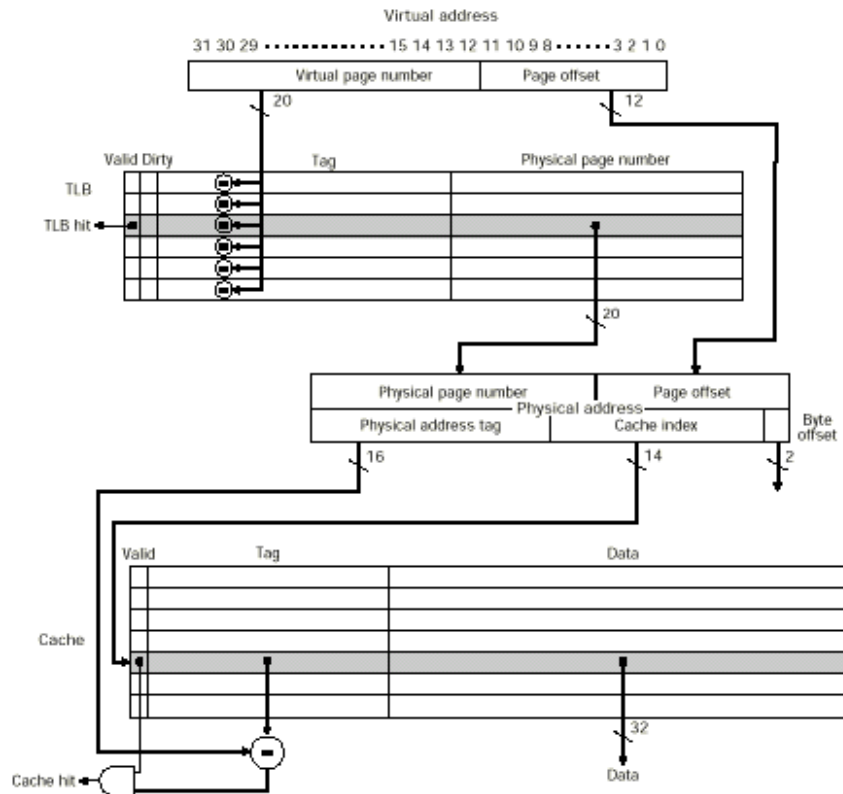 Virtual address
31 30 29 ••••••••••••••••• 15 14 13 12 11 10 9 8 •••••• 3 2 1 0
Virtual page number Page offset
20 12
Valid Dirty Tag Physical page number
TLB
TLB hit
20
Physical page number Page offset
Physical address
Physical address tag Cache index Byte offset
16 14 2
Valid Tag Data
Cache
32
Cache hit Data